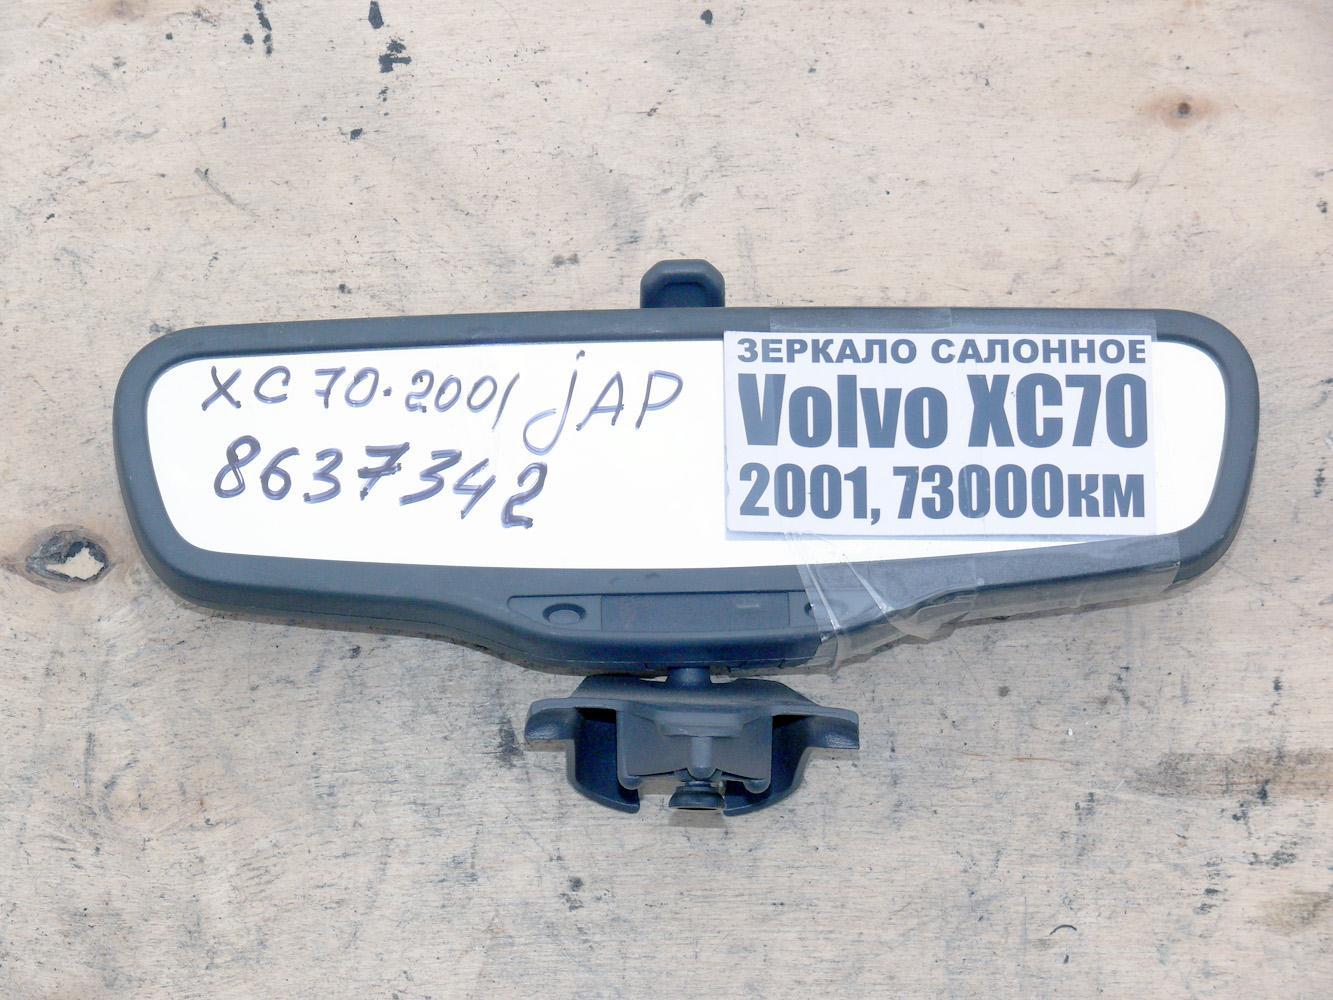 XC 70.2001 jAP
8637342
ЗЕРКАЛО САЛОННОЕ
Volvo XC70
2001, 73000км